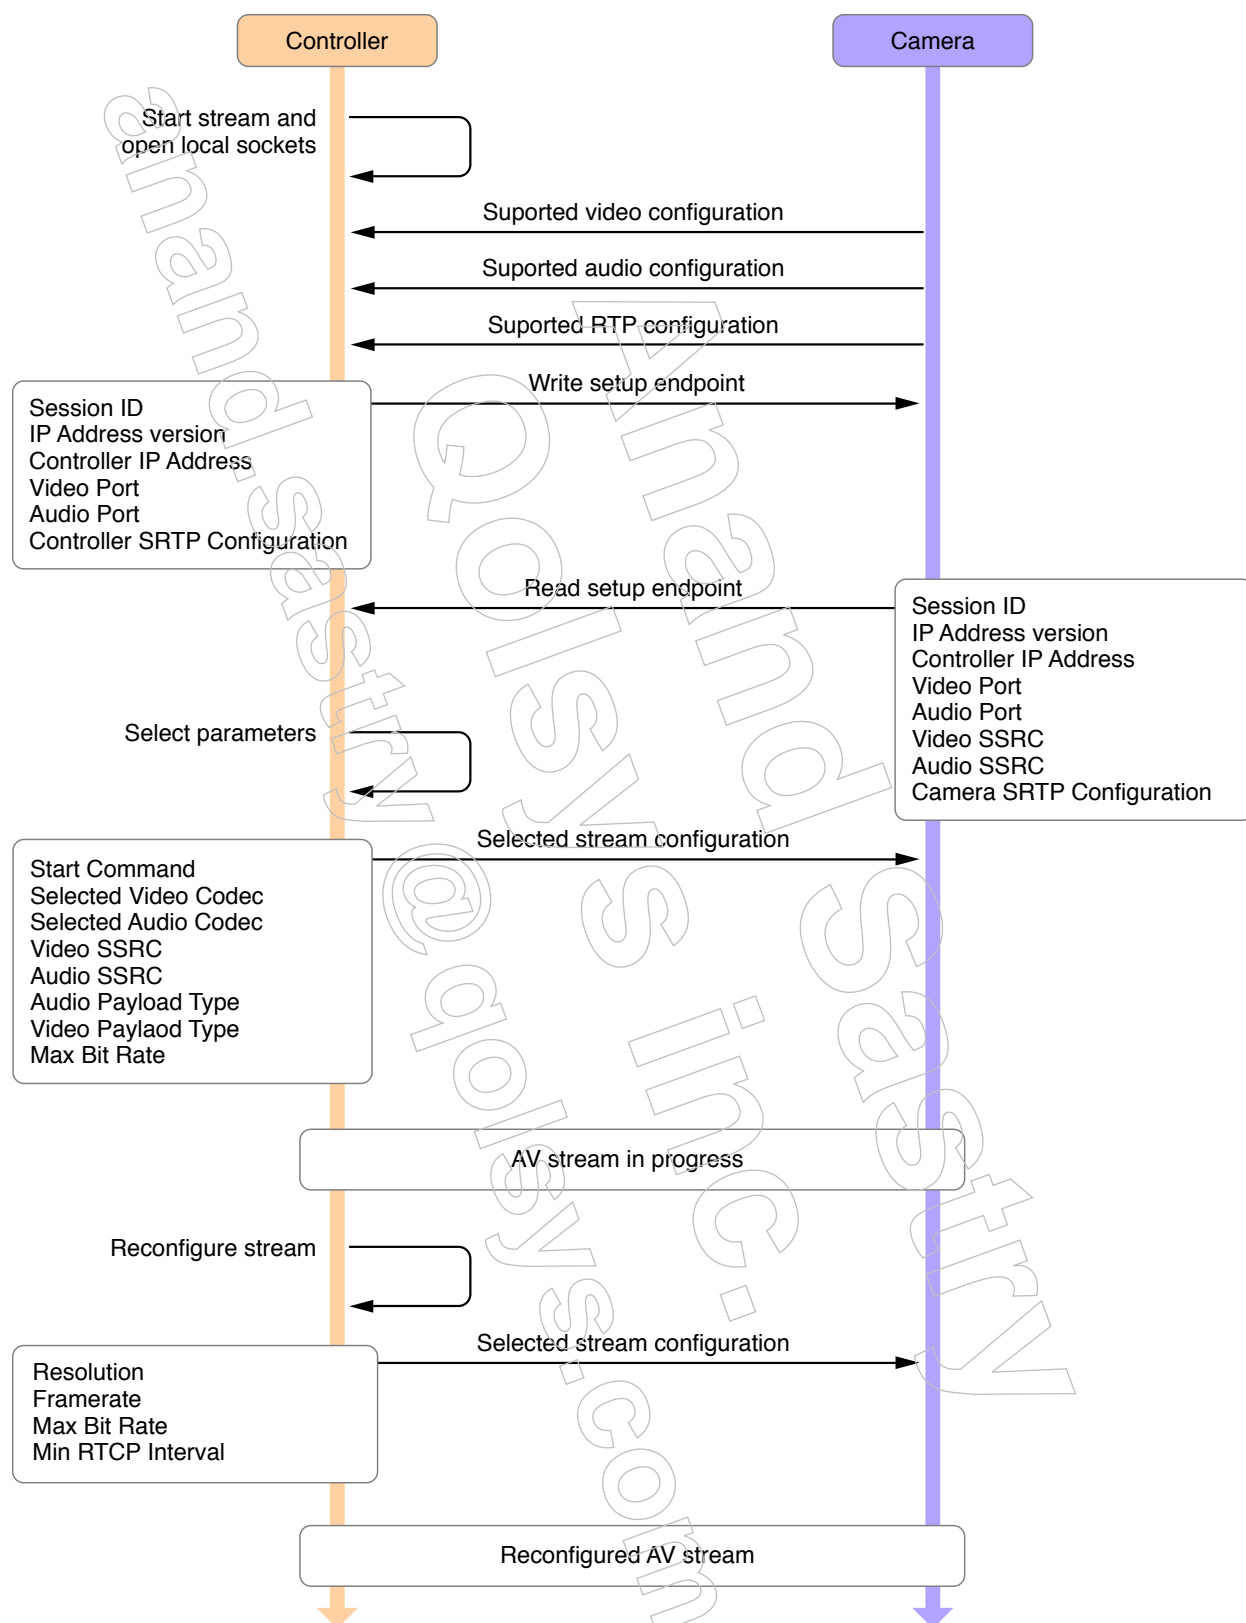 Controller
Camera
Start stream and
open local sockets
Suported video configuration
Suported audio configuration
Suported RTP configuration
Write setup endpoint
Session ID
IP Address version
Controller IP Address
Video Port
Audio Port
Controller SRTP Configuration
Read setup endpoint
Session ID
IP Address version
Controller IP Address
Video Port
Audio Port
Video SSRC
Audio SSRC
Camera SRTP Configuration
Select parameters
Selected stream configuration
Start Command
Selected Video Codec
Selected Audio Codec
Video SSRC
Audio SSRC
Audio Payload Type
Video Paylaod Type
Max Bit Rate
AV stream in progress
Reconfigure stream
Selected stream configuration
Resolution
Framerate
Max Bit Rate
Min RTCP Interval
Reconfigured AV stream
Anand Sastry
Qolsys inc.
anand.sastry@qolsys.com